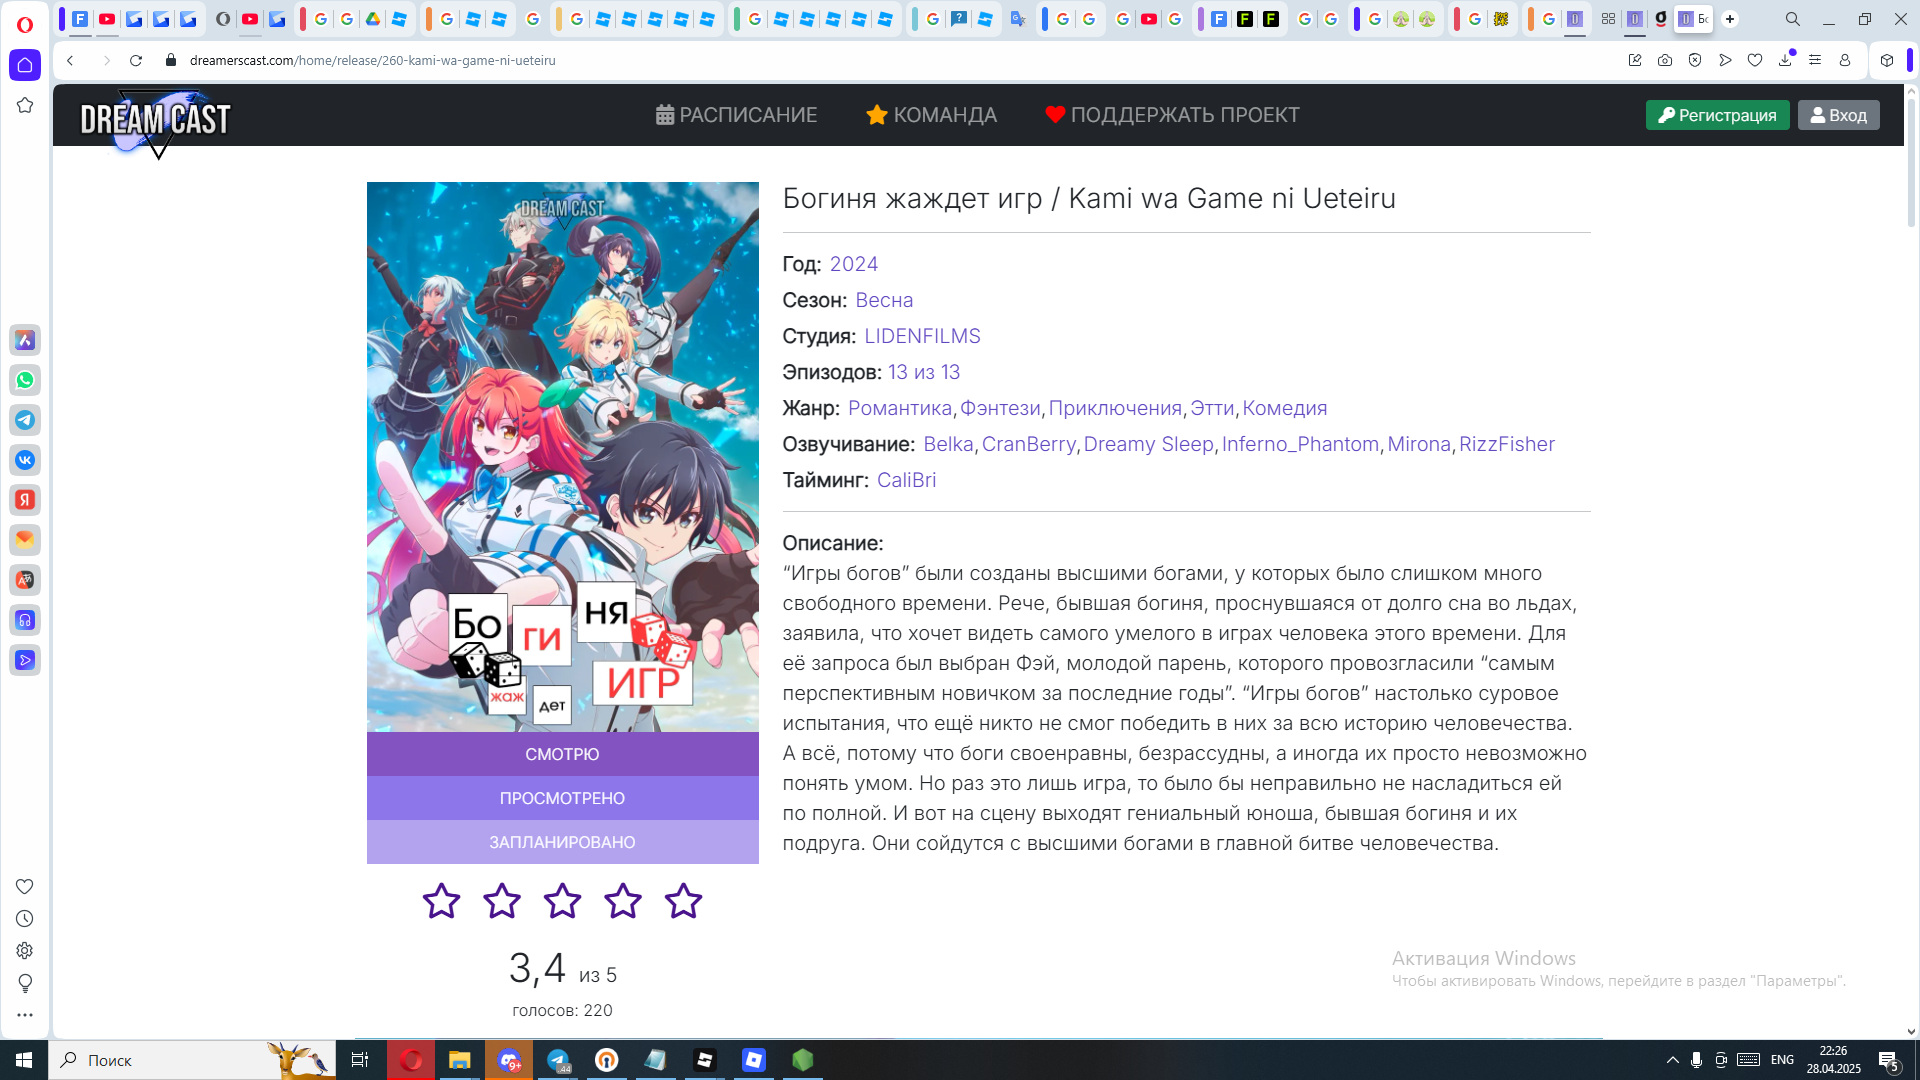 Бо
dreamerscast.com/home/release/260-kami-wa-game-ni-ueteiru
DREAM CAST
РАСПИСАНИЕ
КОМАНДА
ПОДДЕРЖАТЬ ПРОЕКТ
Регистрация
Вход
DREAM CAST
БО
ГИ
НЯ
жаж
дет
ИГР
СМОТРЮ
ПРОСМОТРЕНО
ЗАПЛАНИРОВАНО
3,4 из 5
голосов: 220
Богиня жаждет игр / Kami wa Game ni Ueteiru
Год: 2024
Сезон: Весна
Студия: LIDENFILMS
Эпизодов: 13 из 13
Жанр: Романтика,Фэнтези,Приключения,Этти,Комедия
Озвучивание: Belka,CranBerry,Dreamy Sleep,Inferno_Phantom,Mirona,RizzFisher
Тайминг: CaliBri
Описание:
“Игры богов” были созданы высшими богами, у которых было слишком много
свободного времени. Рече, бывшая богиня, проснувшаяся от долго сна во льдах,
заявила, что хочет видеть самого умелого в играх человека этого времени. Для
её запроса был выбран Фэй, молодой парень, которого провозгласили “самым
перспективным новичком за последние годы”. “Игры богов” настолько суровое
испытания, что ещё никто не смог победить в них за всю историю человечества.
А всё, потому что боги своенравны, безрассудны, а иногда их просто невозможно
понять умом. Но раз это лишь игра, то было бы неправильно не насладиться ей
по полной. И вот на сцену выходят гениальный юноша, бывшая богиня и их
подруга. Они сойдутся с высшими богами в главной битве человечества.
Активация Windows
Чтобы активировать Windows, перейдите в раздел "Параметры".
Поиск
9+
44
ENG
22:26
28.04.2025
5